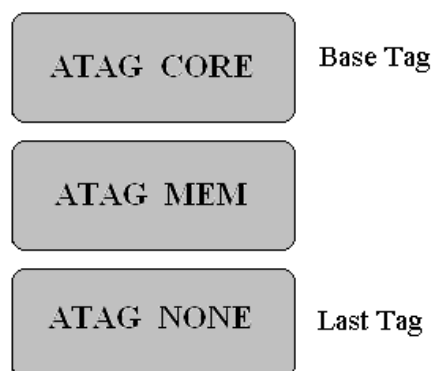 ATAG CORE
Base Tag
ATAG MEM
ATAG NONE
Last Tag